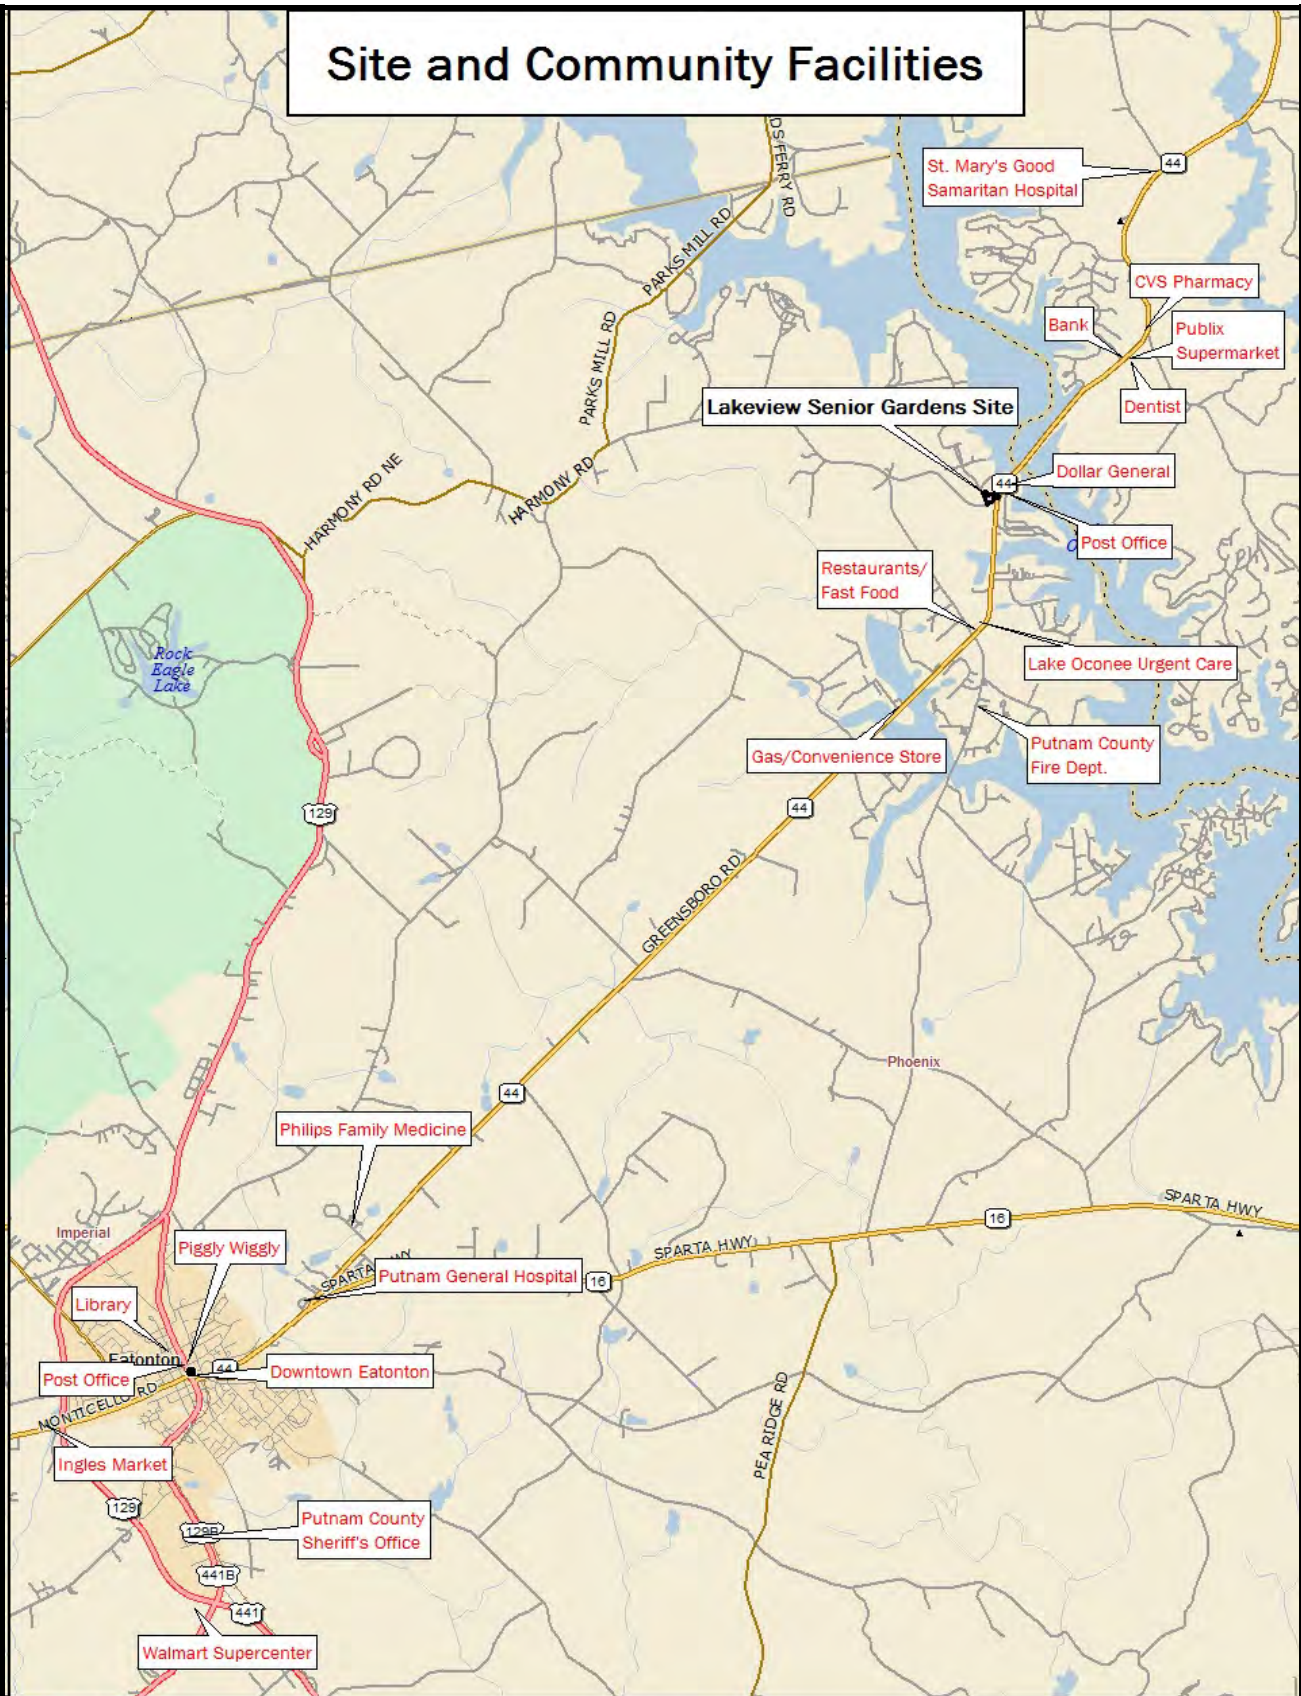 Site and Community Facilities
DS FERRY RD
St. Mary's Good
Samaritan Hospital
44
PARKS MILL RD
CVS Pharmacy
Bank
Publix
Supermarket
PARKS MILL RD
Dentist
Lakeview Senior Gardens Site
HARMONY RD NE
HARMONY RD
44
Dollar General
Post Office
Restaurants/
Fast Food
Rock
Eagle
Lake
Lake Oconee Urgent Care
Gas/Convenience Store
Putnam County
Fire Dept.
129
44
GREENSBORO RD
Phoenix
44
Philips Family Medicine
Imperial
Piggly Wiggly
SPARTA HWY
16
SPARTA HWY
SPARTA HWY
Putnam General Hospital
16
Library
Eatonton
Post Office
44
Downtown Eatonton
MONTICELLO RD
PEA RIDGE RD
Ingles Market
129
Putnam County
Sheriff's Office
129B
441B
441
Walmart Supercenter